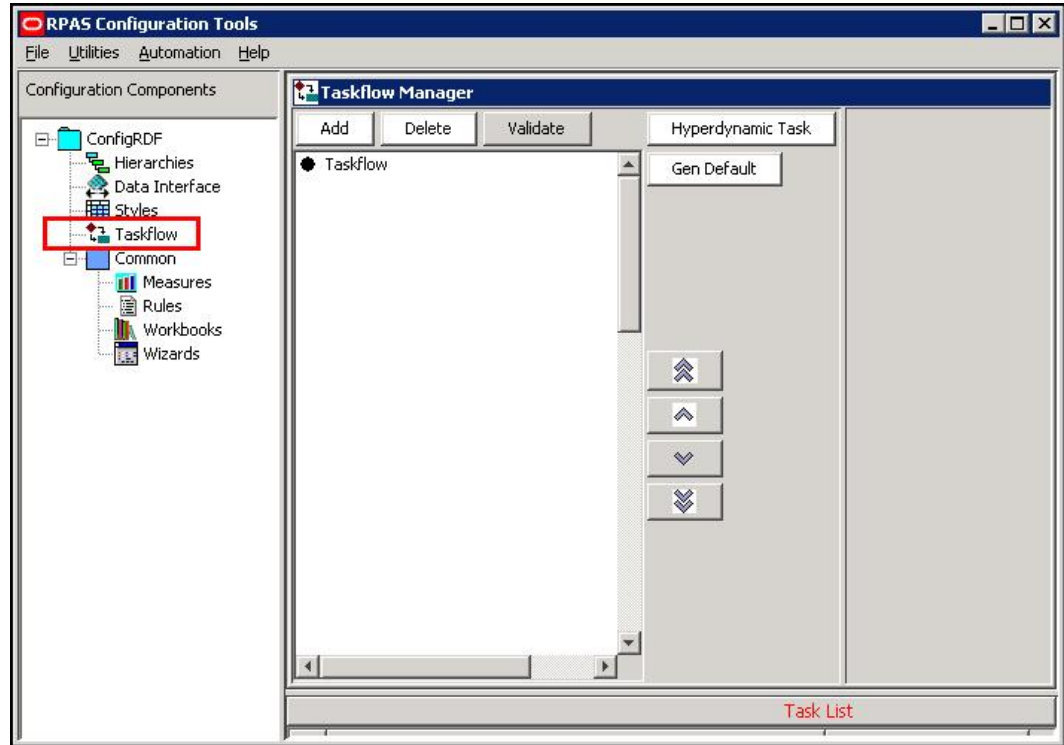 RPAS Configuration Tools
File Utilities Automation Help
Configuration Components
ConfigRDF
Hierarchies
Data Interface
Styles
Taskflow
Common
Measures
Rules
Workbooks
Wizards
Taskflow Manager
Add Delete Validate Hyperdynamic Task
Gen Default
Taskflow
Task List